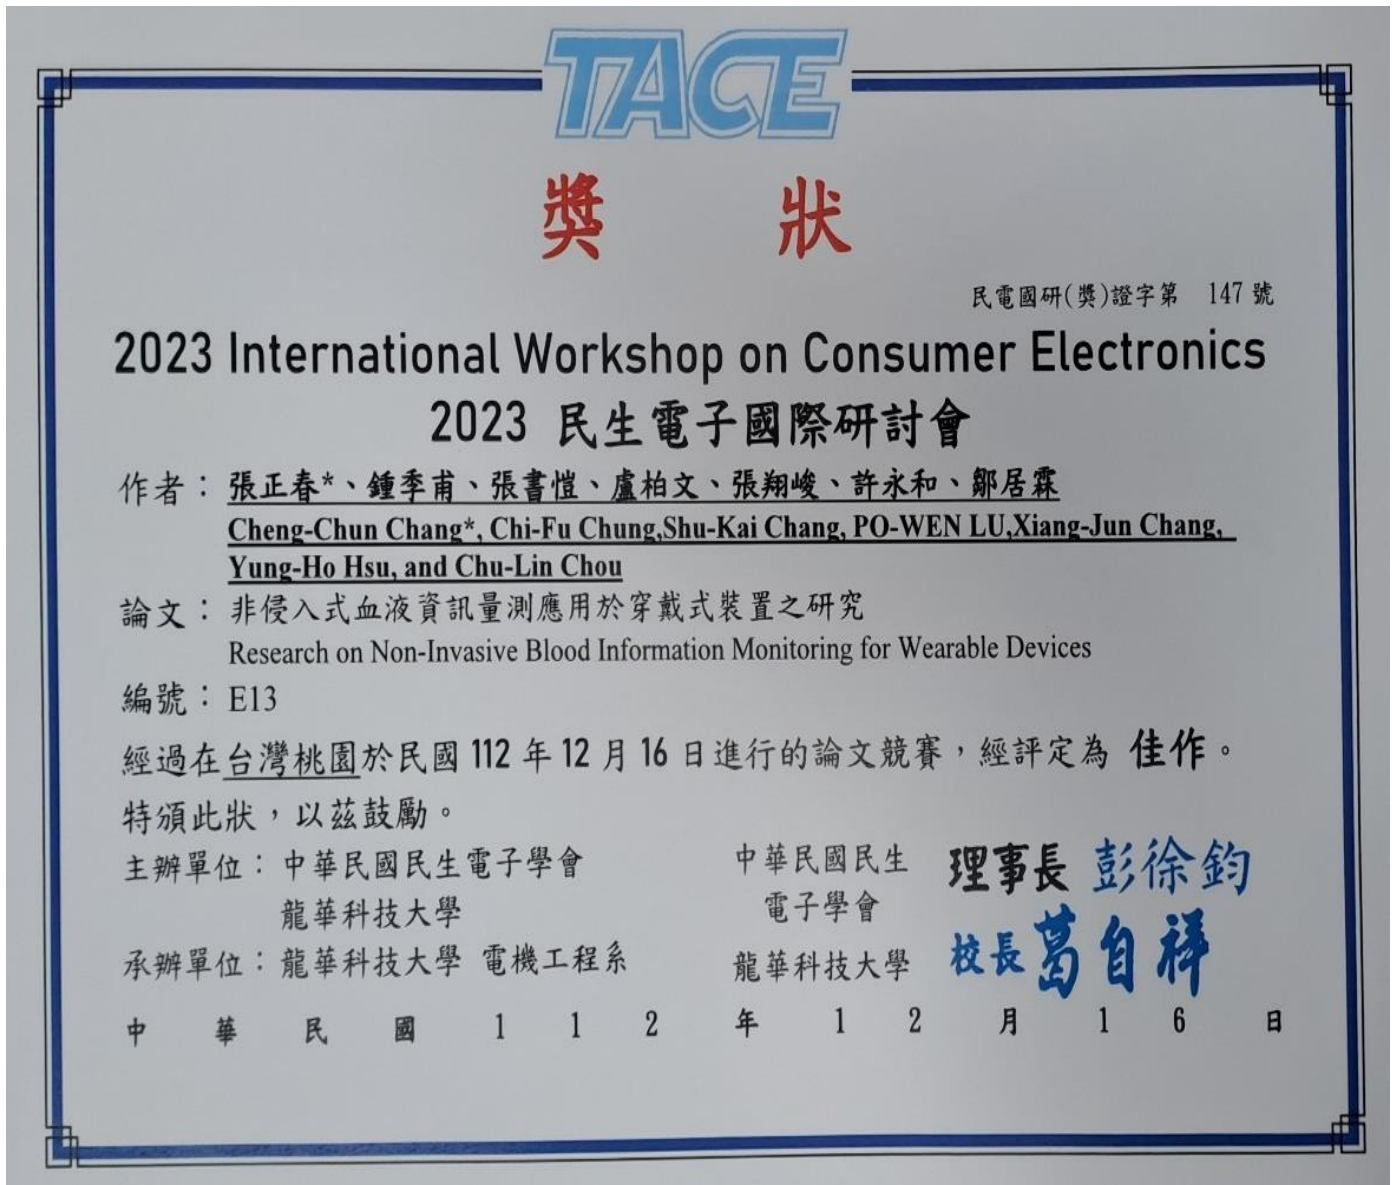 TACE
獎 狀
民電國研(獎)證字第 147 號
2023 International Workshop on Consumer Electronics
2023 民生電子國際研討會
作者：張正春*、鍾季甫、張書愷、盧柏文、張翔峻、許永和、鄒居霖
Cheng-Chun Chang*, Chi-Fu Chung,Shu-Kai Chang, PO-WEN LU,Xiang-Jun Chang,
Yung-Ho Hsu, and Chu-Lin Chou
論文：非侵入式血液資訊量測應用於穿戴式裝置之研究
Research on Non-Invasive Blood Information Monitoring for Wearable Devices
編號：E13
經過在台灣桃園於民國 112 年 12 月 16 日進行的論文競賽，經評定為 佳作。
特頒此狀，以茲鼓勵。
主辦單位：中華民國民生電子學會
龍華科技大學
承辦單位：龍華科技大學 電機工程系
中華民國民生
電子學會
理事長 彭徐鈞
龍華科技大學
校長 葛自祥
中 華 民 國 1 1 2 年 1 2 月 1 6 日